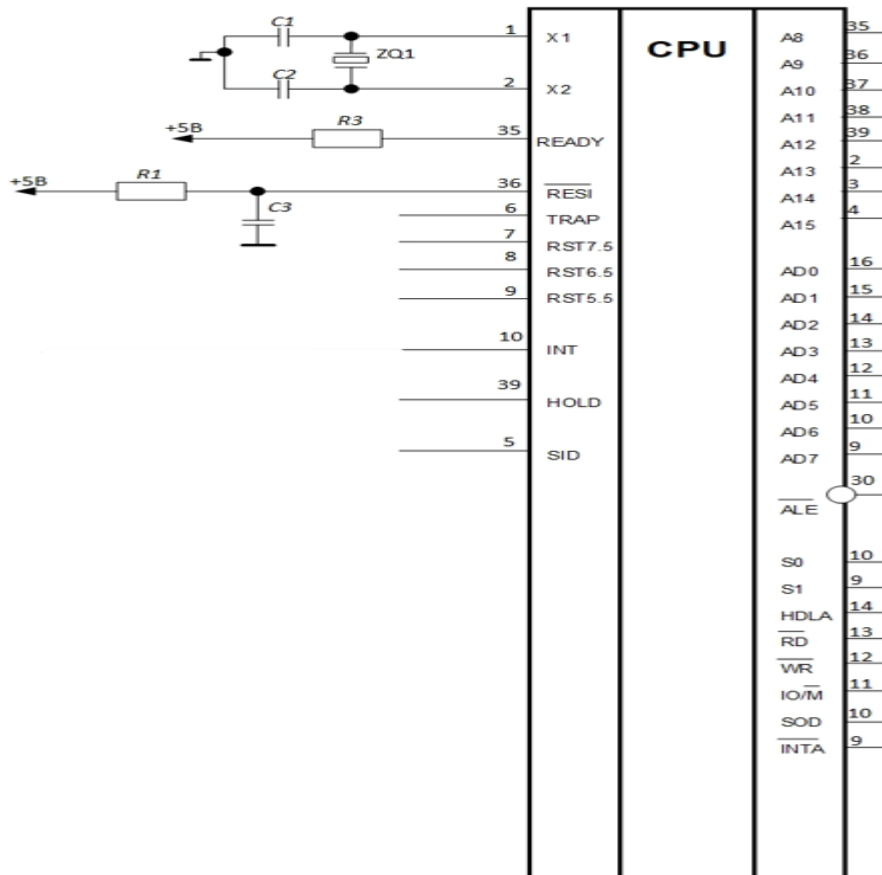 C1
1
X1
CPU
A8
35
ZQ1
A9
36
C2
2
X2
A10
37
A11
38
+5В
R3
35
READY
A12
39
A13
2
+5В
R1
36
RESI
A14
3
C3
6
TRAP
A15
4
7
RST7.5
8
RST6.5
AD0
16
9
RST5.5
AD1
15
AD2
14
10
INT
AD3
13
AD4
12
39
HOLD
AD5
11
AD6
10
5
SID
AD7
9
30
ALE
S0
10
S1
9
HDLA
14
RD
13
WR
12
IO/M
11
SOD
10
INTA
9